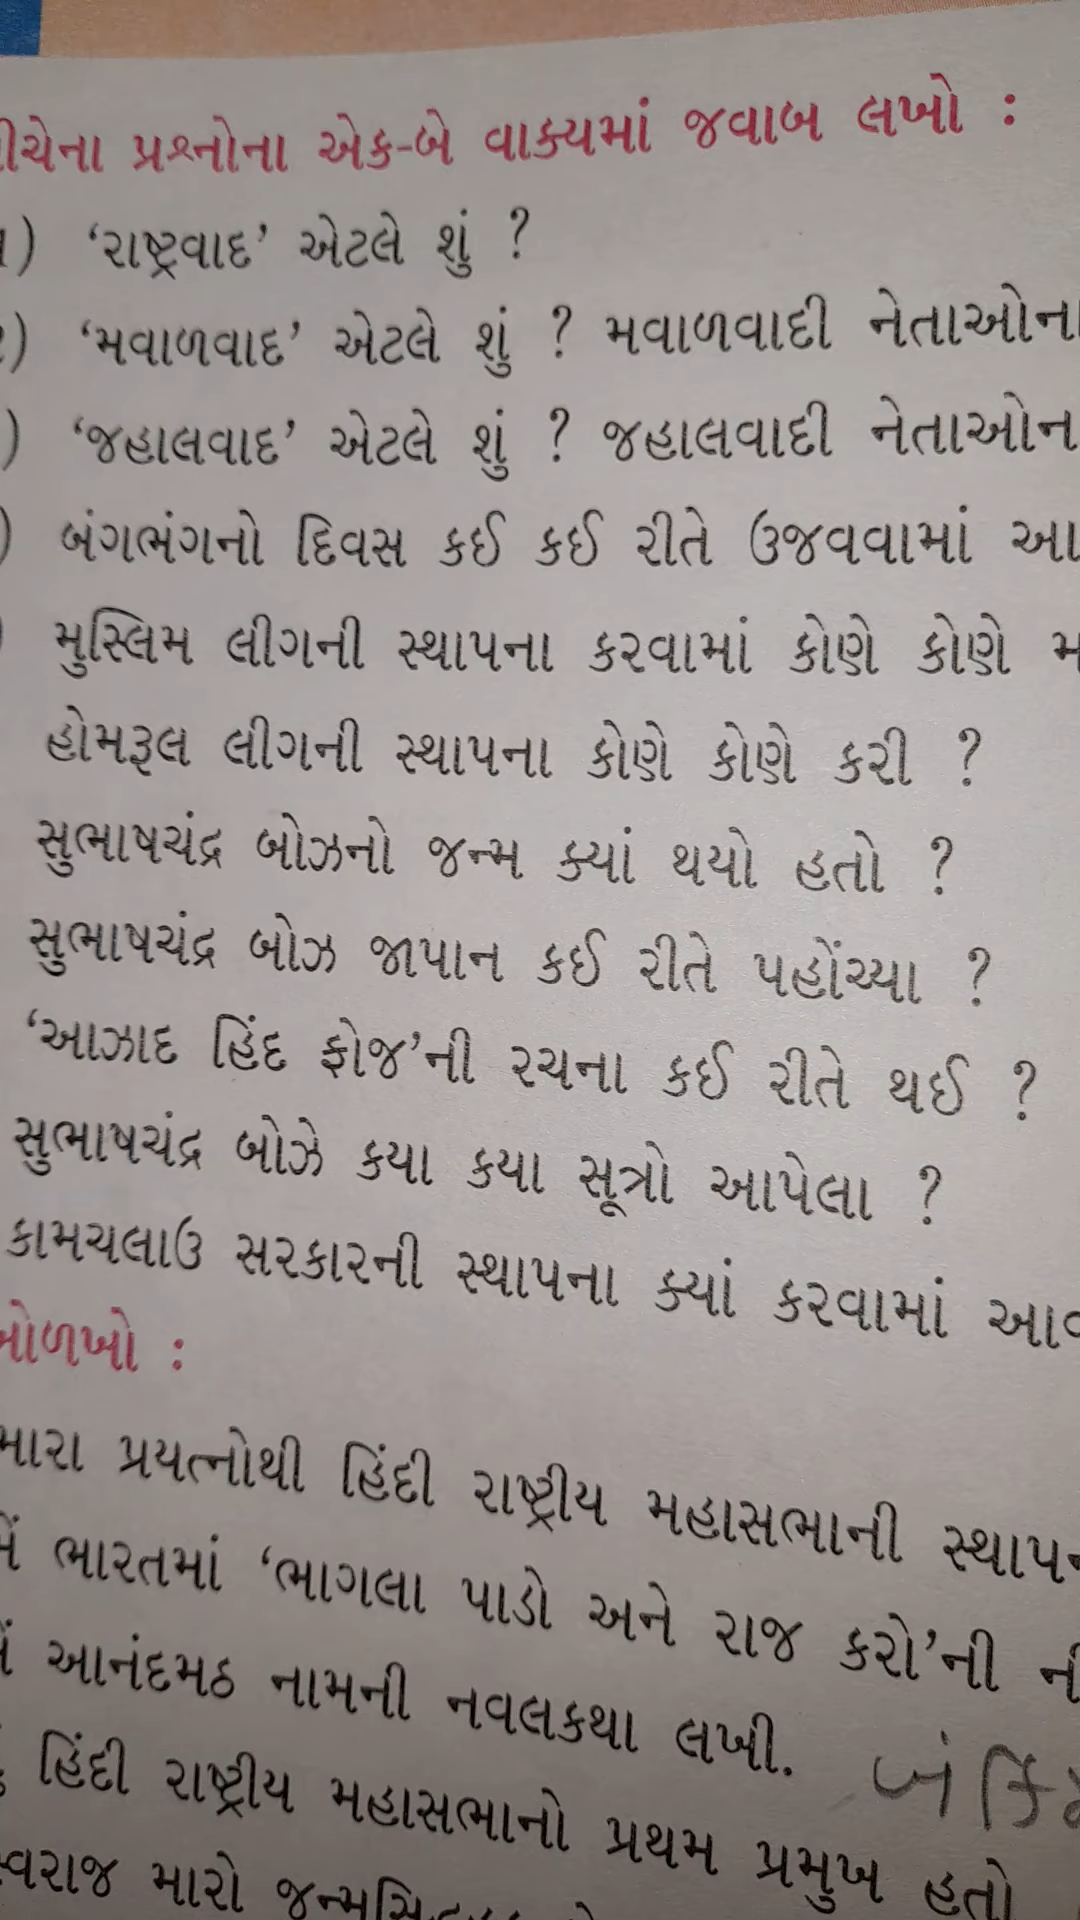 નીચેના પ્રશ્નોના એક-બે વાક્યમાં જવાબ લખો :
) ‘રાષ્ટ્રવાદ’ એટલે શું ?
) ‘મવાળવાદ’ એટલે શું ? મવાળવાદી નેતાઓના
) ‘જહાલવાદ’ એટલે શું ? જહાલવાદી નેતાઓન
) બંગભંગનો દિવસ કઈ કઈ રીતે ઉજવવામાં આ
મુસ્લિમ લીગની સ્થાપના કરવામાં કોણે કોણે મ
હોમરૂલ લીગની સ્થાપના કોણે કોણે કરી ?
સુભાષચંદ્ર બોઝનો જન્મ ક્યાં થયો હતો ?
સુભાષચંદ્ર બોઝ જાપાન કઈ રીતે પહોંચ્યા ?
‘આઝાદ હિંદ ફોજ’ની રચના કઈ રીતે થઈ ?
સુભાષચંદ્ર બોઝે કયા કયા સૂત્રો આપેલા ?
કામચલાઉ સરકારની સ્થાપના ક્યાં કરવામાં આવ
ઓળખો :
મારા પ્રયત્નોથી હિંદી રાષ્ટ્રીય મહાસભાની સ્થાપન
મેં ભારતમાં ‘ભાગલા પાડો અને રાજ કરો’ની ની
મેં આનંદમઠ નામની નવલકથા લખી. બંકિમ
હિંદી રાષ્ટ્રીય મહાસભાનો પ્રથમ પ્રમુખ હતો
સ્વરાજ મારો